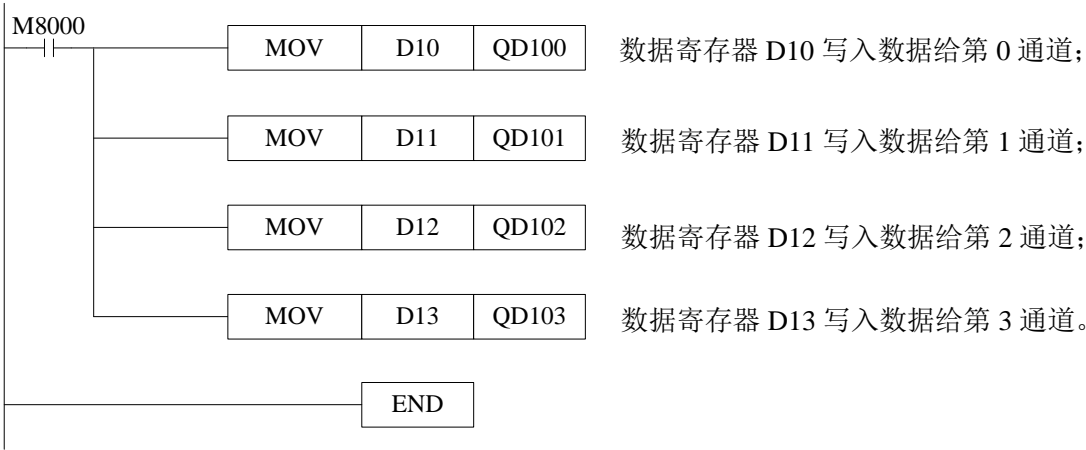 M8000
MOV D10 QD100 数据寄存器 D10 写入数据给第 0 通道；
MOV D11 QD101 数据寄存器 D11 写入数据给第 1 通道；
MOV D12 QD102 数据寄存器 D12 写入数据给第 2 通道；
MOV D13 QD103 数据寄存器 D13 写入数据给第 3 通道。
END